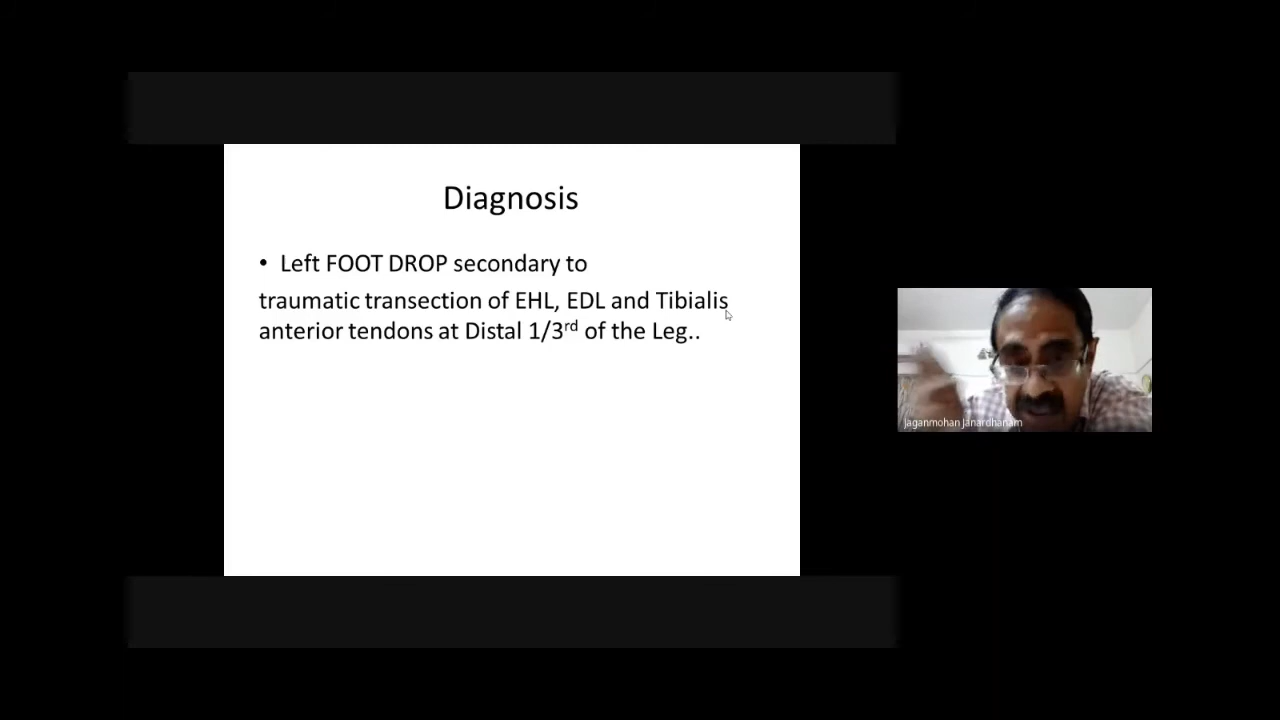 Diagnosis
• Left FOOT DROP secondary to
traumatic transection of EHL, EDL and Tibialis
anterior tendons at Distal 1/3rd of the Leg..
Jaganmohan Janardhanam